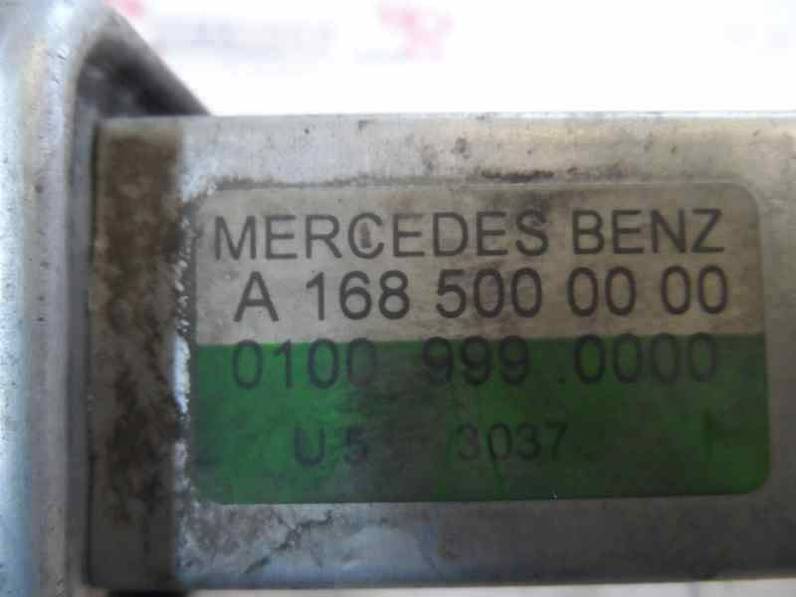 MERCEDES BENZ
A 168 500 00 00
0100 999 .0000
U 5 3037